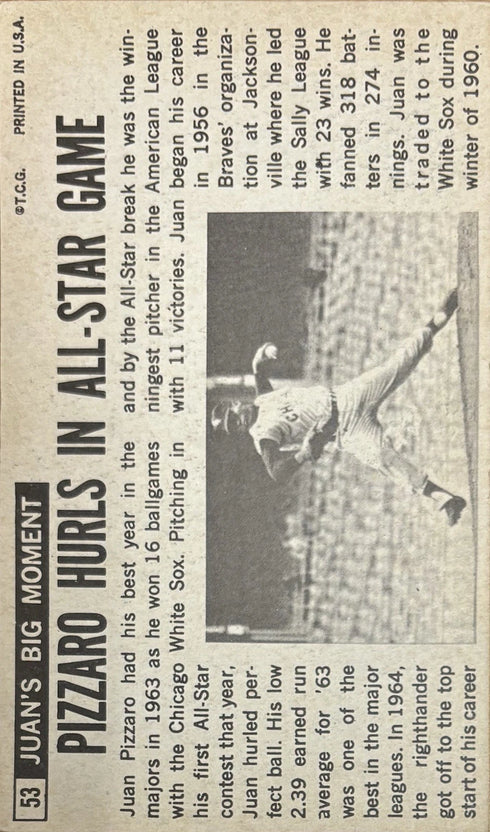 53 JUAN'S BIG MOMENT ©T.C.G. PRINTED IN U.S.A.
PIZZARO HURLS IN ALL-STAR GAME
Juan Pizzaro had his best year in the
majors in 1963 as he won 16 ballgames
with the Chicago White Sox. Pitching in
his first All-Star
contest that year,
Juan hurled per-
fect ball. His low
2.39 earned run
average for '63
was one of the
best in the major
leagues. In 1964,
the righthander
got off to the top
start of his career
and by the All-Star break he was the win-
ningest pitcher in the American League
with 11 victories. Juan began his career
in 1956 in the
Braves' organiza-
tion at Jackson-
ville where he led
the Sally League
with 23 wins. He
fanned 318 bat-
ters in 274 in-
nings. Juan was
traded to the
White Sox during
winter of 1960.
CH